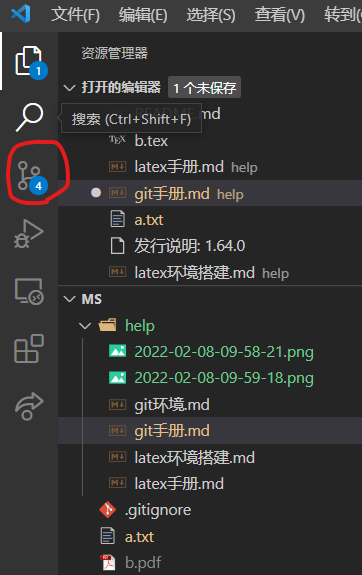 文件(F) 编辑(E) 选择(S) 查看(V) 转到
资源管理器
1
打开的编辑器 1 个未保存
搜索 (Ctrl+Shift+F)
TEX b.tex
latex手册.md help
4
git手册.md help
a.txt
发行说明: 1.64.0
latex环境搭建.md help
MS
help
2022-02-08-09-58-21.png
2022-02-08-09-59-18.png
git环境.md
git手册.md
latex环境搭建.md
latex手册.md
.gitignore
a.txt
b.pdf